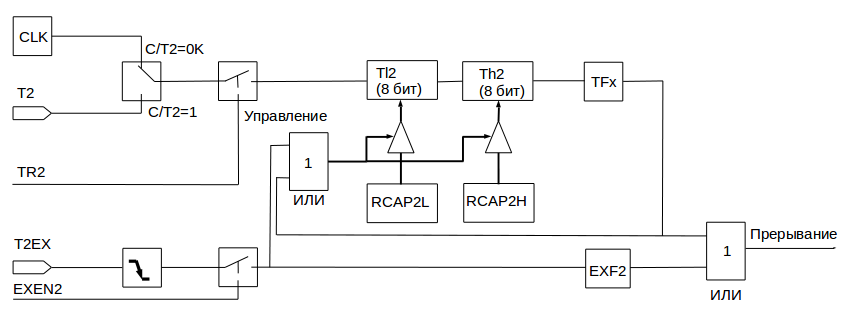 CLK
C/T2=0K
T2
C/T2=1
Tl2
(8 бит)
Th2
(8 бит)
TFx
Управление
TR2
1
ИЛИ
RCAP2L
RCAP2H
T2EX
EXEN2
EXF2
1
ИЛИ
Прерывание